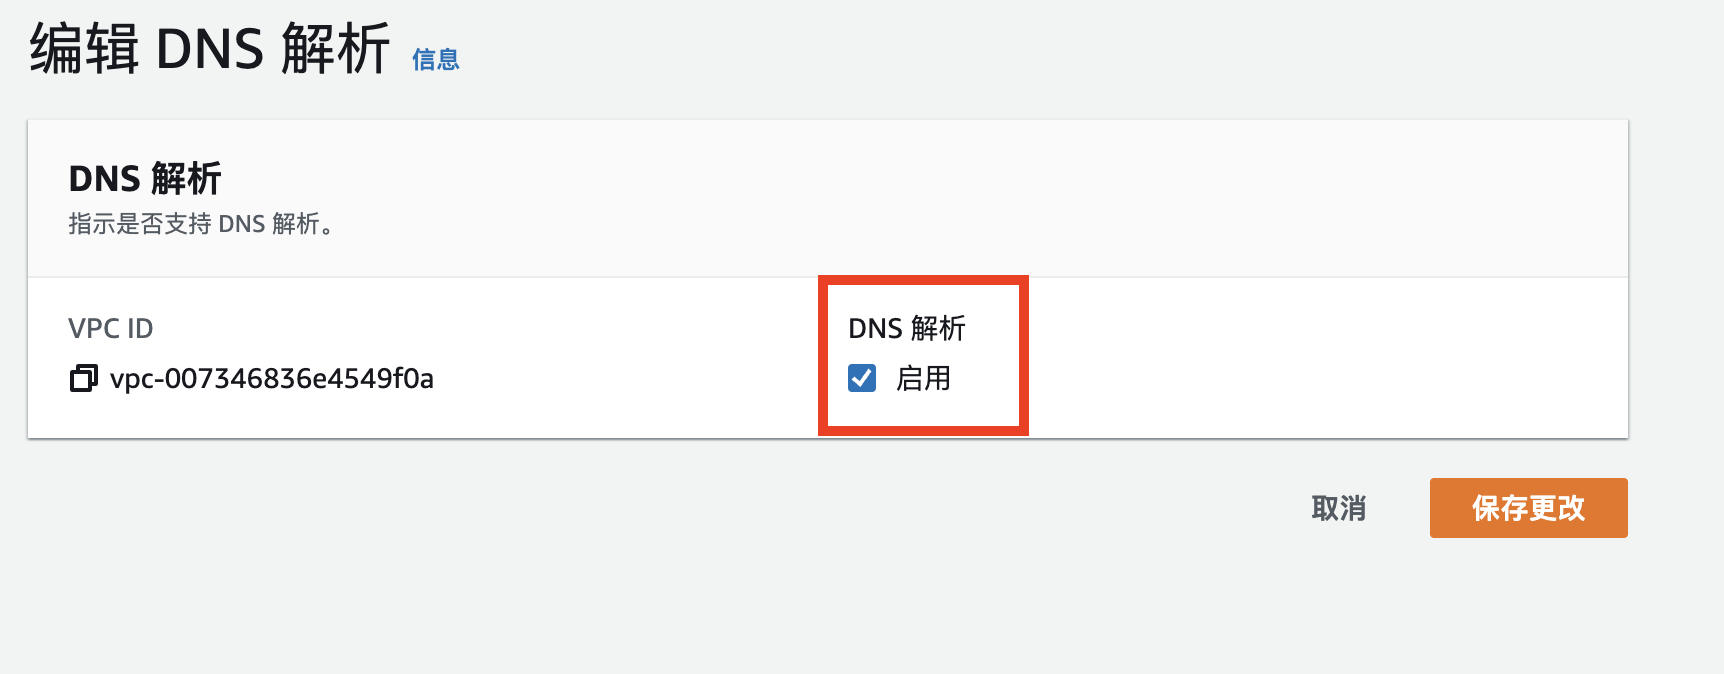 编辑 DNS 解析 信息
DNS 解析
指示是否支持 DNS 解析。
VPC ID
vpc-007346836e4549f0a
DNS 解析
启用
取消
保存更改